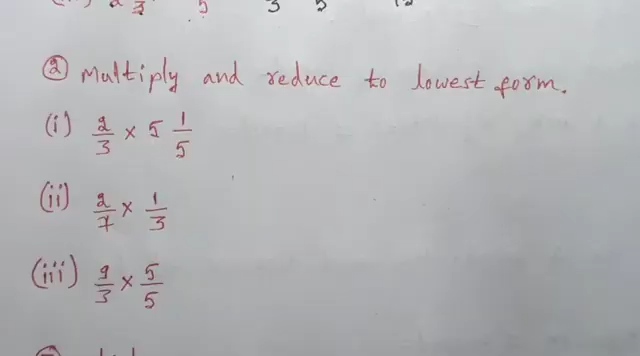 ② Multiply and reduce to lowest form.
(i) 2/3 × 5 1/5
(ii) 2/7 × 1/3
(iii) 9/3 × 5/5